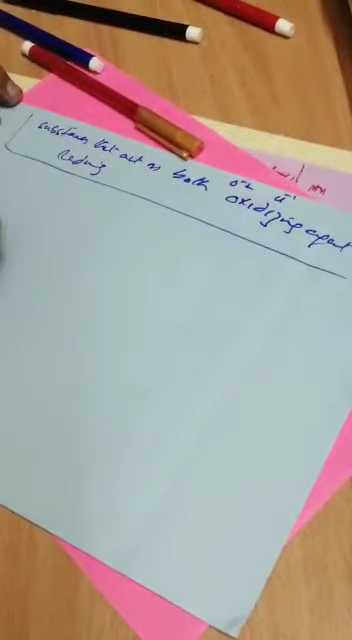 substances that act as both oxidizing agent
Reducing